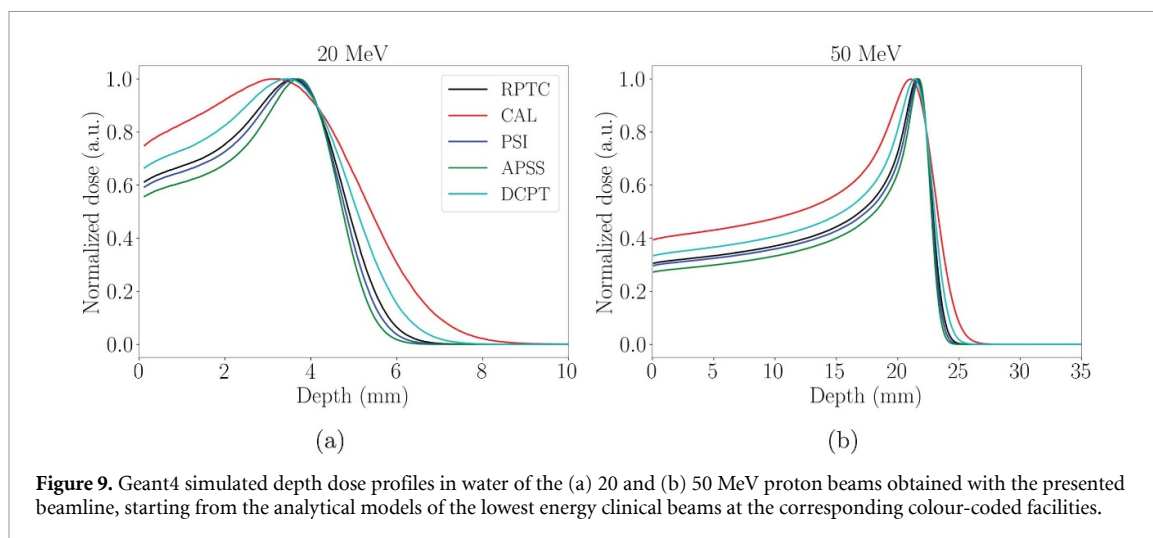 20 MeV
1.0
0.8
0.6
0.4
0.2
0.0
Normalized dose (a.u.)
RPTC
CAL
PSI
APSS
DCPT
0 2 4 6 8 10
Depth (mm)
(a)
50 MeV
1.0
0.8
0.6
0.4
0.2
0.0
Normalized dose (a.u.)
0 5 10 15 20 25 30 35
Depth (mm)
(b)
Figure 9. Geant4 simulated depth dose profiles in water of the (a) 20 and (b) 50 MeV proton beams obtained with the presented
beamline, starting from the analytical models of the lowest energy clinical beams at the corresponding colour-coded facilities.